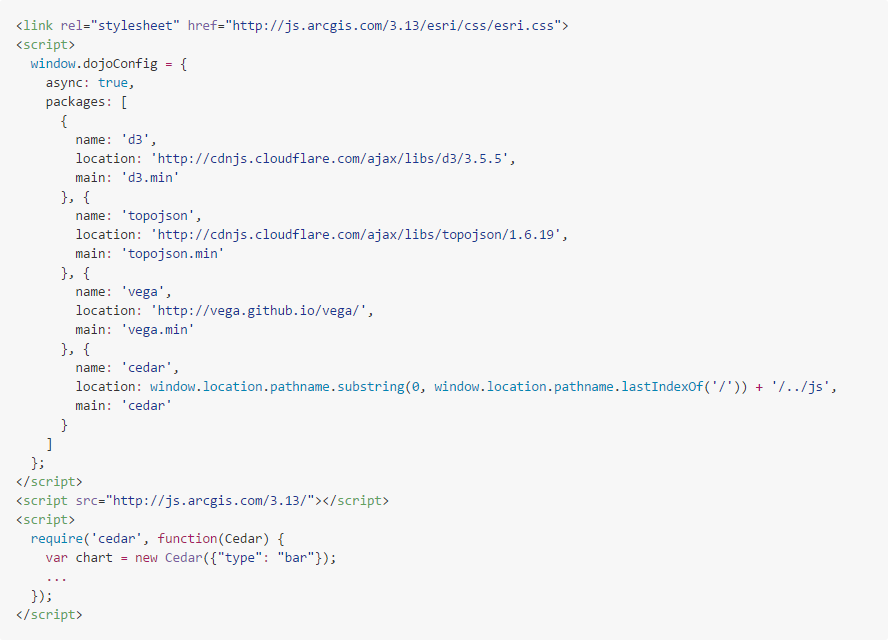 <link rel="stylesheet" href="http://js.arcgis.com/3.13/esri/css/esri.css">
<script>
  window.dojoConfig = {
    async: true,
    packages: [
      {
        name: 'd3',
        location: 'http://cdnjs.cloudflare.com/ajax/libs/d3/3.5.5',
        main: 'd3.min'
      }, {
        name: 'topojson',
        location: 'http://cdnjs.cloudflare.com/ajax/libs/topojson/1.6.19',
        main: 'topojson.min'
      }, {
        name: 'vega',
        location: 'http://vega.github.io/vega/',
        main: 'vega.min'
      }, {
        name: 'cedar',
        location: window.location.pathname.substring(0, window.location.pathname.lastIndexOf('/')) + '/../js',
        main: 'cedar'
      }
    ]
  };
</script>
<script src="http://js.arcgis.com/3.13/"></script>
<script>
  require('cedar', function(Cedar) {
    var chart = new Cedar({"type": "bar"});
    ...
  });
</script>